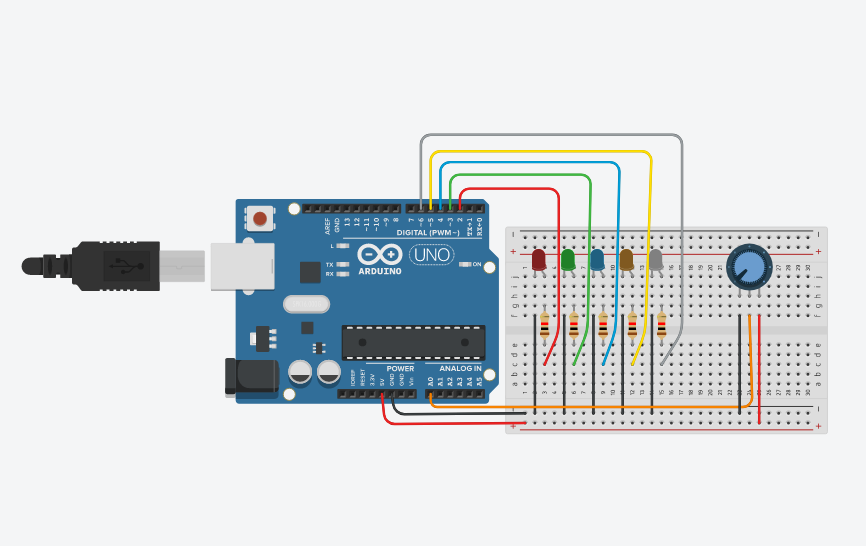 AREF
GND
13
12
~11
~10
~9
8
7
~6
~5
4
~3
2
TX→1
RX←0
DIGITAL (PWM~)
L
TX
RX
ARDUINO
UNO
ON
POWER
ANALOG IN
IOREF
RESET
3.3V
5V
GND
GND
Vin
A0
A1
A2
A3
A4
A5